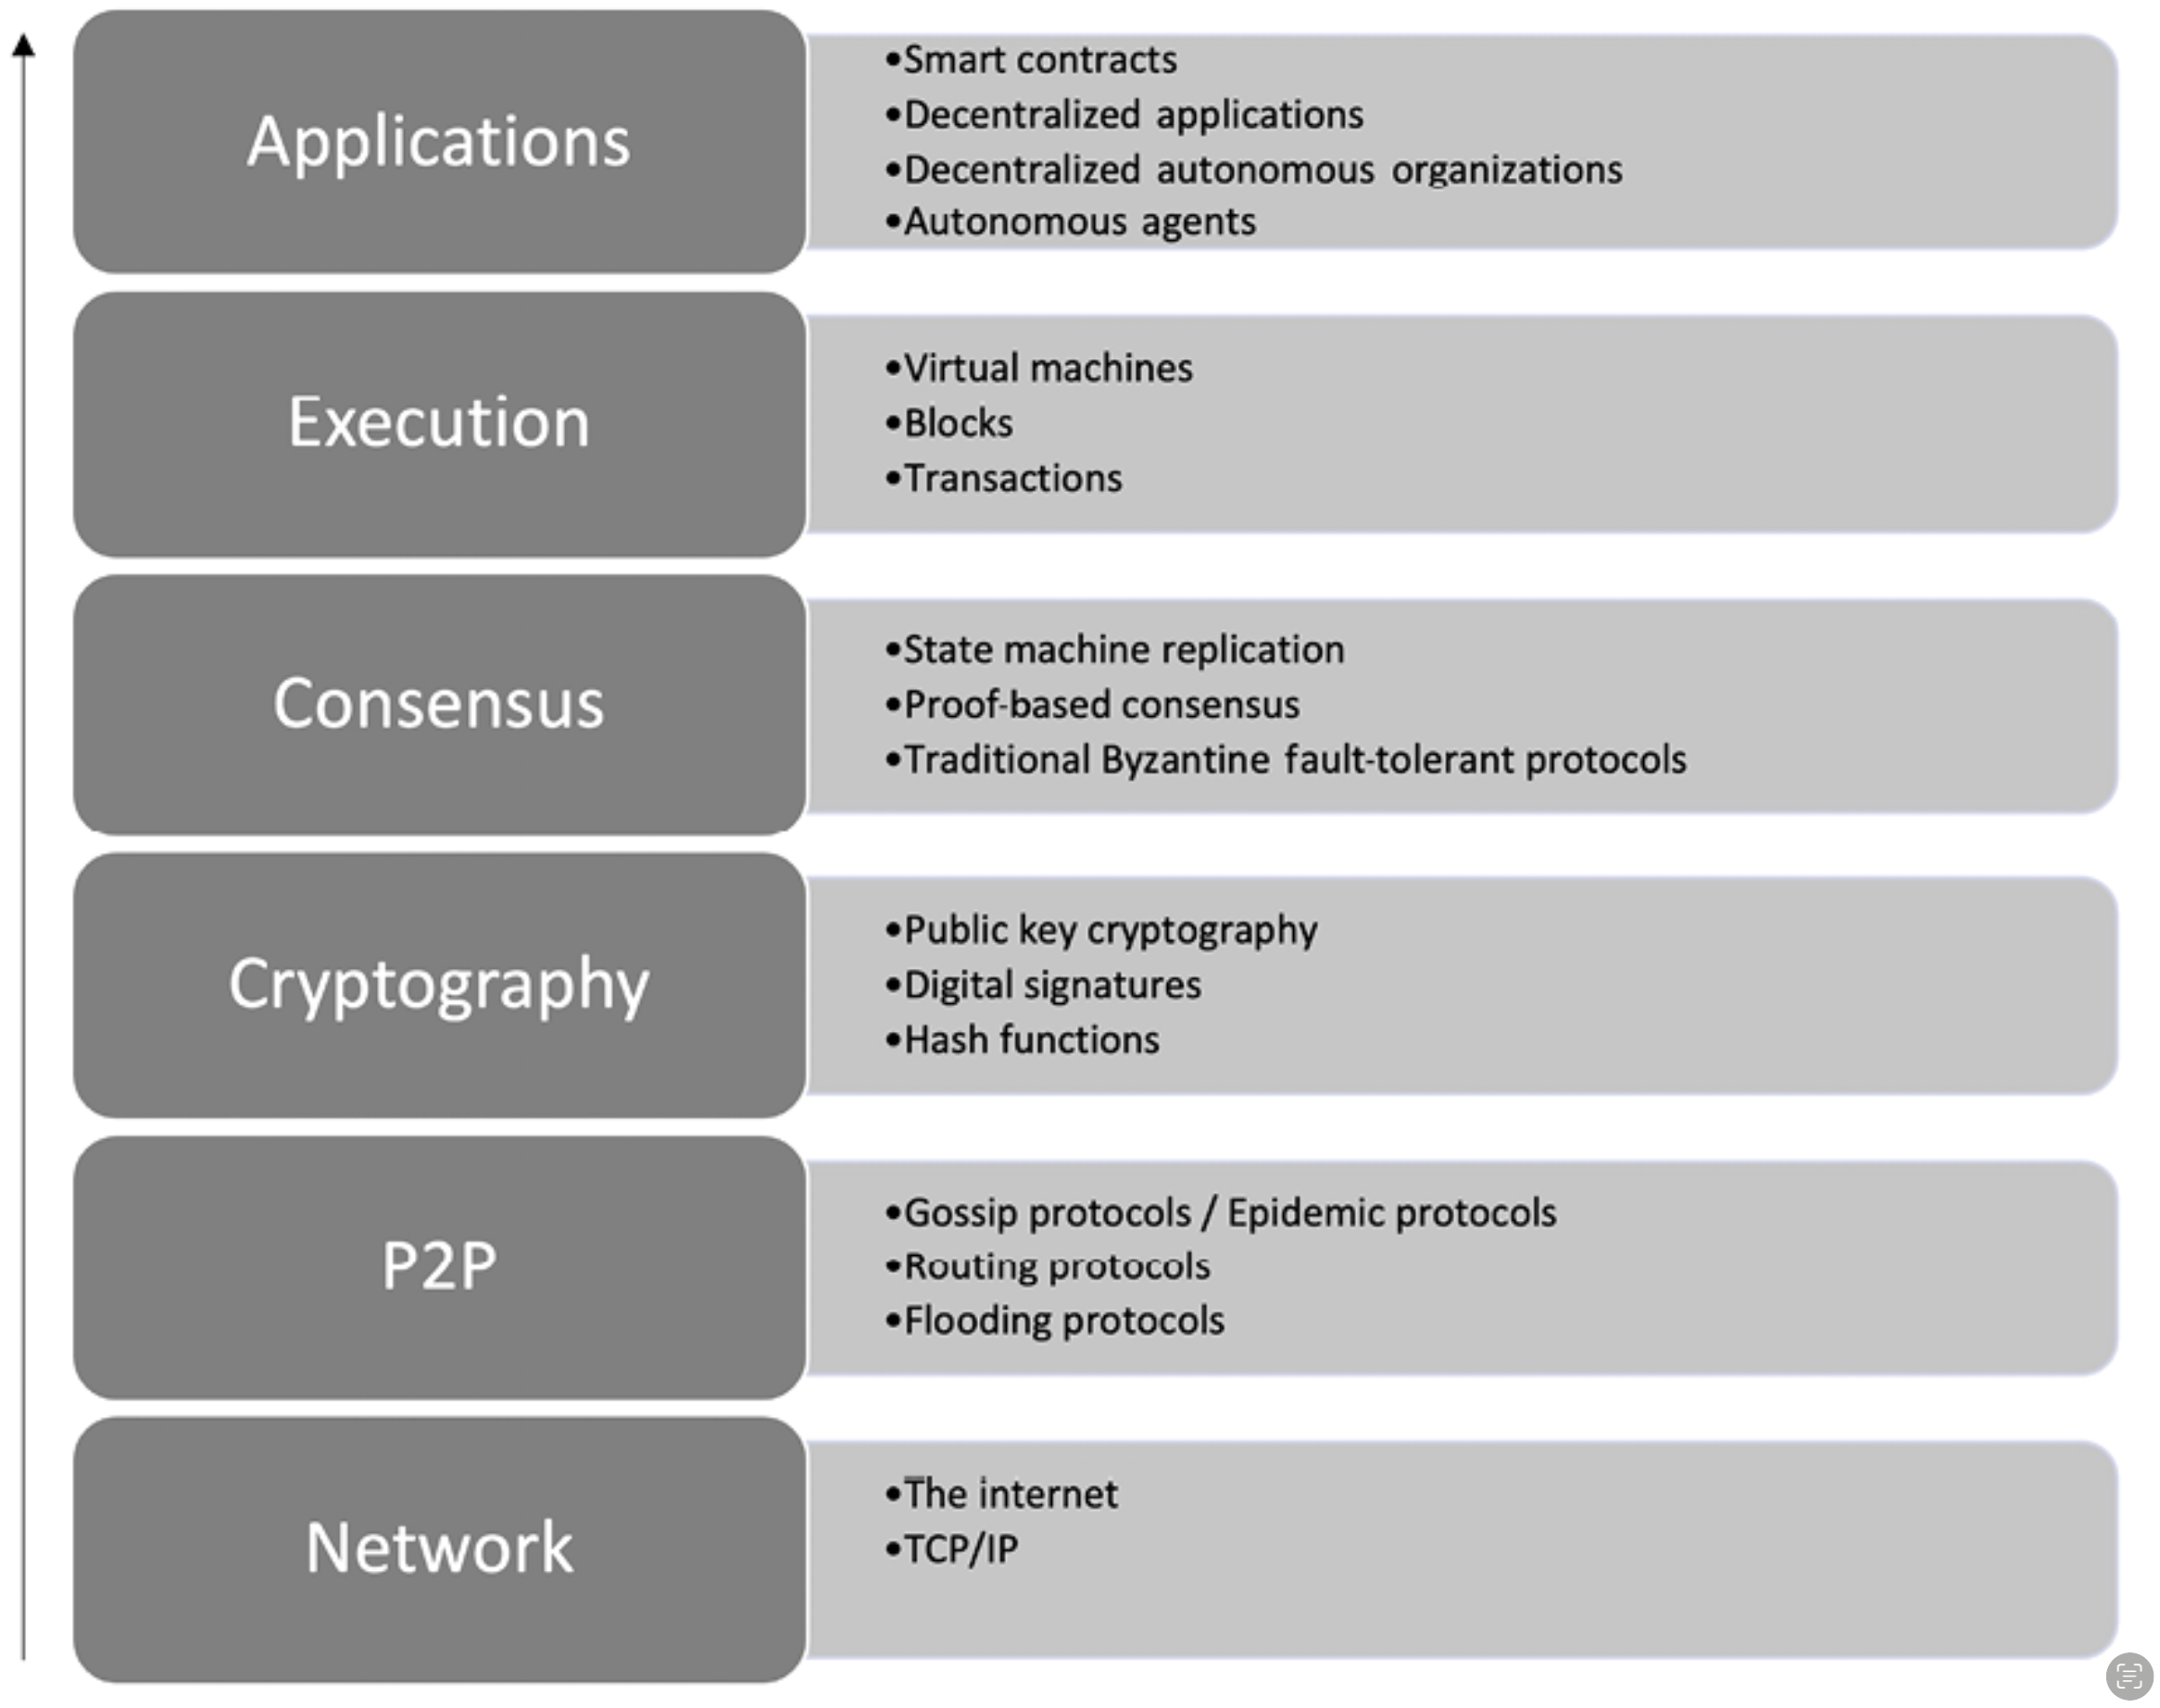 Applications
•Smart contracts
•Decentralized applications
•Decentralized autonomous organizations
•Autonomous agents
Execution
•Virtual machines
•Blocks
•Transactions
Consensus
•State machine replication
•Proof-based consensus
•Traditional Byzantine fault-tolerant protocols
Cryptography
•Public key cryptography
•Digital signatures
•Hash functions
P2P
•Gossip protocols / Epidemic protocols
•Routing protocols
•Flooding protocols
Network
•The internet
•TCP/IP